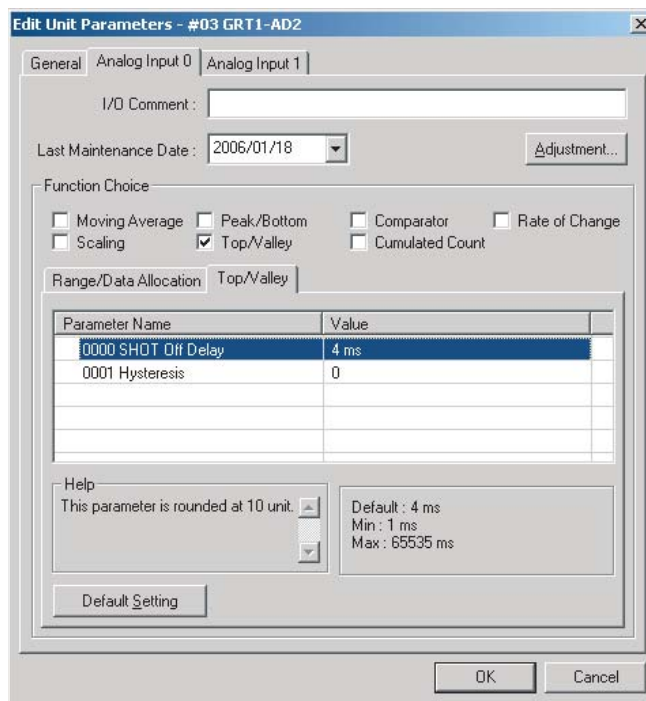 Edit Unit Parameters - #03 GRT1-AD2
General Analog Input 0 Analog Input 1
I/O Comment :
Last Maintenance Date : 2006/01/18 Adjustment...
Function Choice
Moving Average Peak/Bottom Comparator Rate of Change
Scaling Top/Valley Cumulated Count
Range/Data Allocation Top/Valley
Parameter Name Value
0000 SHOT Off Delay 4 ms
0001 Hysteresis 0
Help
This parameter is rounded at 10 unit.
Default : 4 ms
Min : 1 ms
Max : 65535 ms
Default Setting
OK Cancel